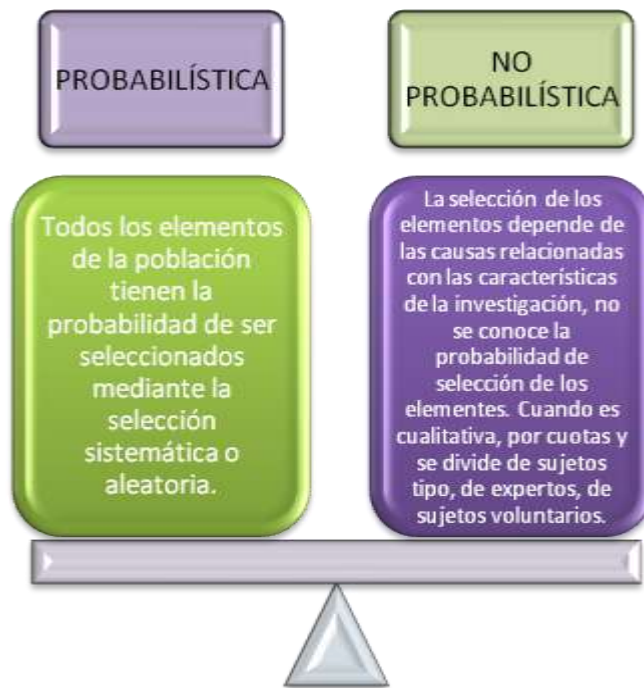 PROBABILÍSTICA
NO
PROBABILÍSTICA
Todos los elementos
de la población
tienen la
probabilidad de ser
seleccionados
mediante la
selección
sistemática o
aleatoria.
La selección de los
elementos depende de
las causas relacionadas
con las características
de la investigación, no
se conoce la
probabilidad de
selección de los
elementes. Cuando es
cualitativa, por cuotas y
se divide de sujetos
tipo, de expertos, de
sujetos voluntarios.